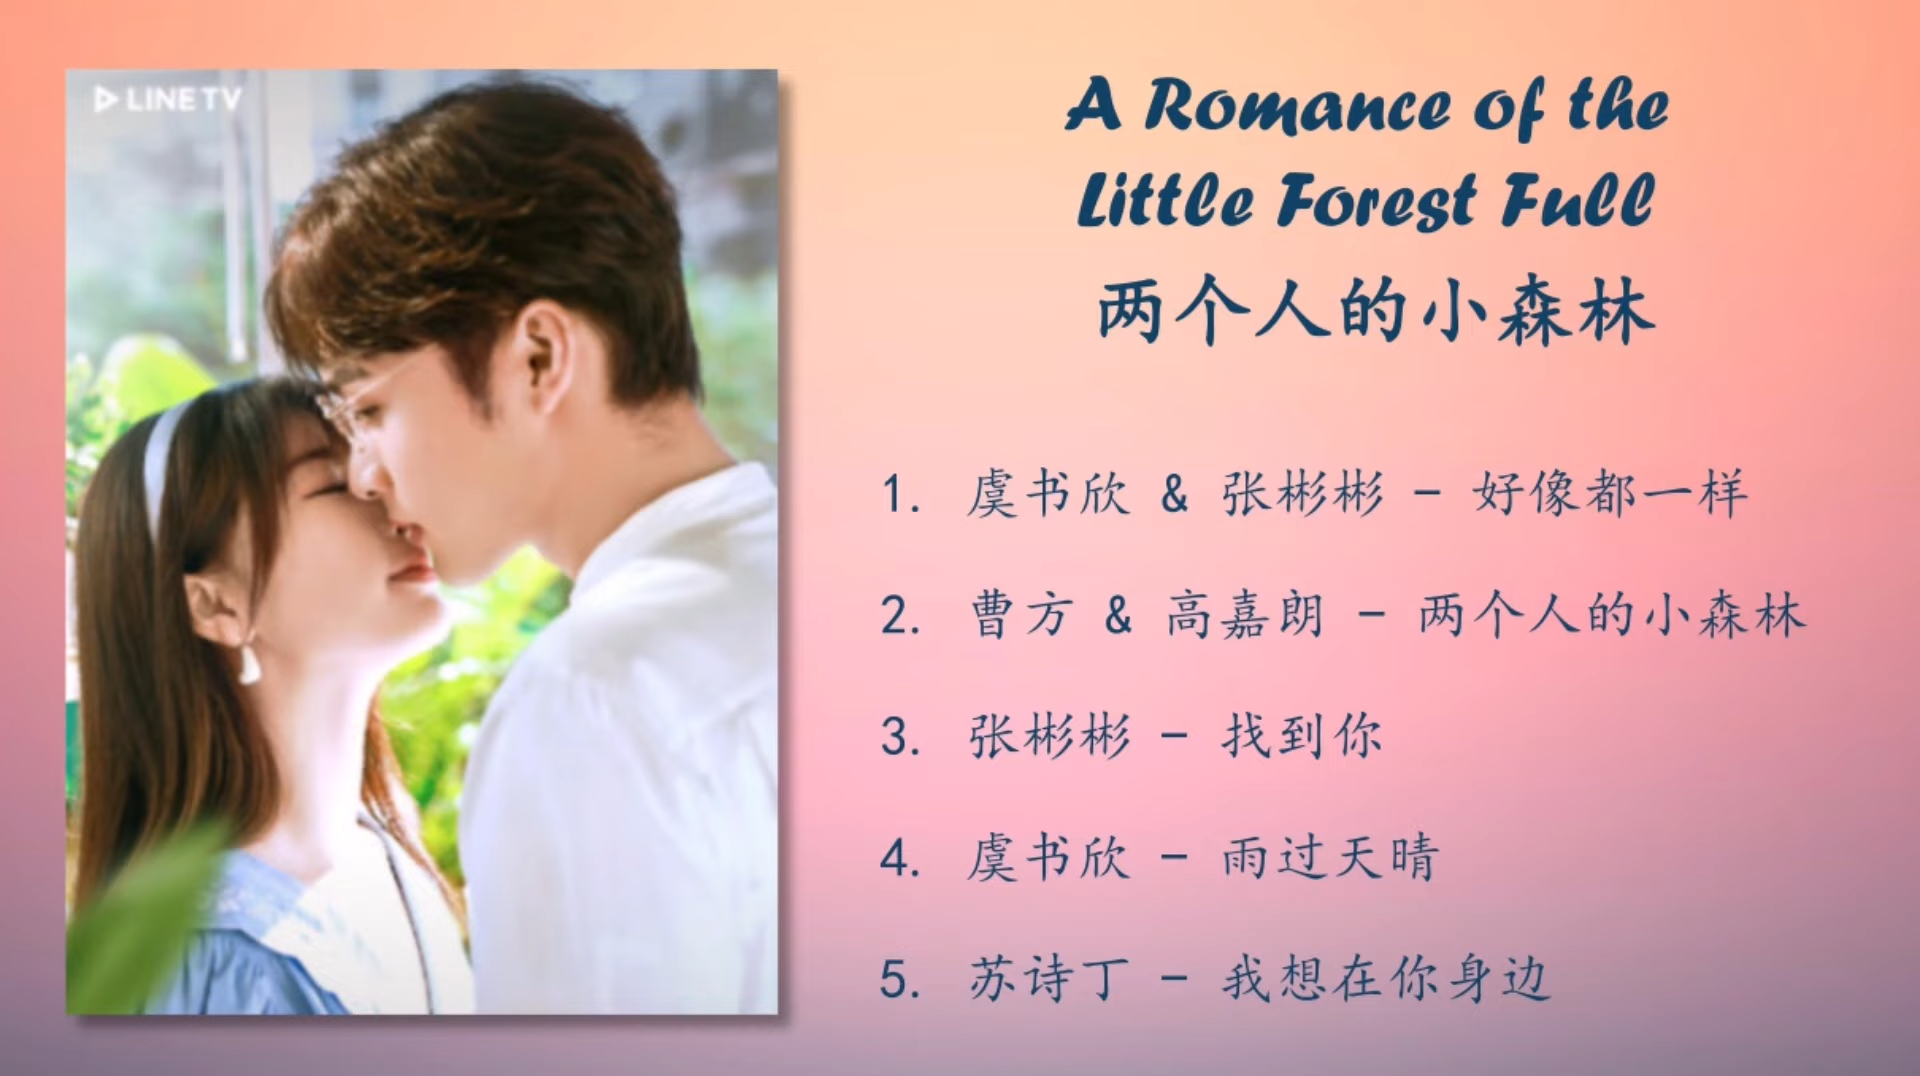 LINE TV
A Romance of the
Little Forest Full
两个人的小森林
1. 虞书欣 & 张彬彬 - 好像都一样
2. 曹方 & 高嘉朗 - 两个人的小森林
3. 张彬彬 - 找到你
4. 虞书欣 - 雨过天晴
5. 苏诗丁 - 我想在你身边